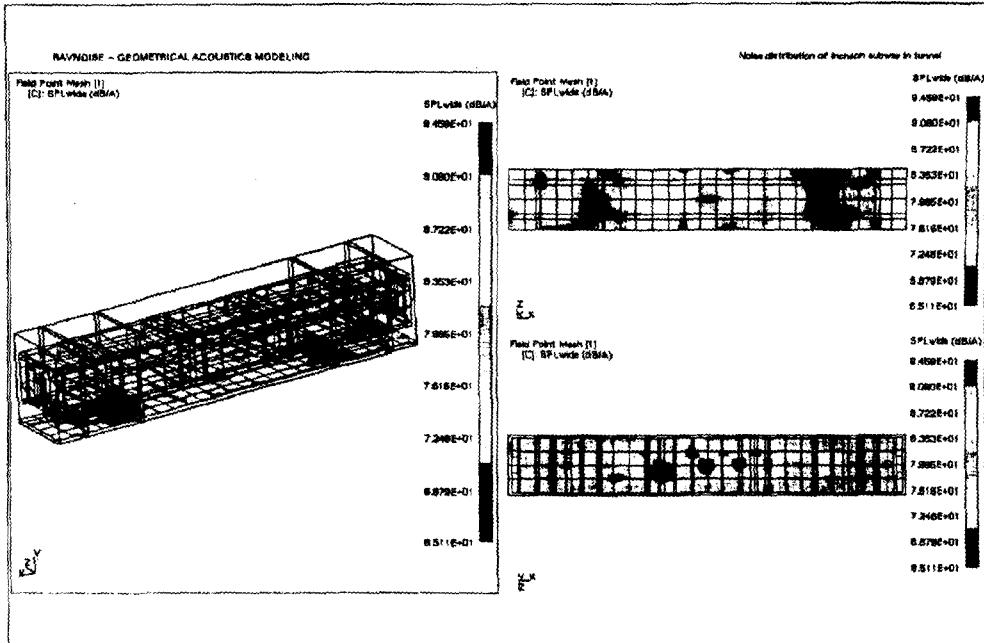 RAYNOISE - GEOMETRICAL ACOUSTICS MODELING
Noise distribution of Incheon subway in tunnel
Field Point Mesh [1]
[C]: SPLwide (dB/A)
SPLwide (dB/A)
9.459E+01
9.090E+01
8.722E+01
8.353E+01
7.985E+01
7.616E+01
7.248E+01
6.879E+01
6.511E+01
Z Y
X
Field Point Mesh [1]
[C]: SPLwide (dB/A)
SPLwide (dB/A)
9.459E+01
9.090E+01
8.722E+01
8.353E+01
7.985E+01
7.616E+01
7.248E+01
6.879E+01
6.511E+01
Z
X
Field Point Mesh [1]
[C]: SPLwide (dB/A)
SPLwide (dB/A)
9.459E+01
9.090E+01
8.722E+01
8.353E+01
7.985E+01
7.616E+01
7.248E+01
6.879E+01
6.511E+01
X